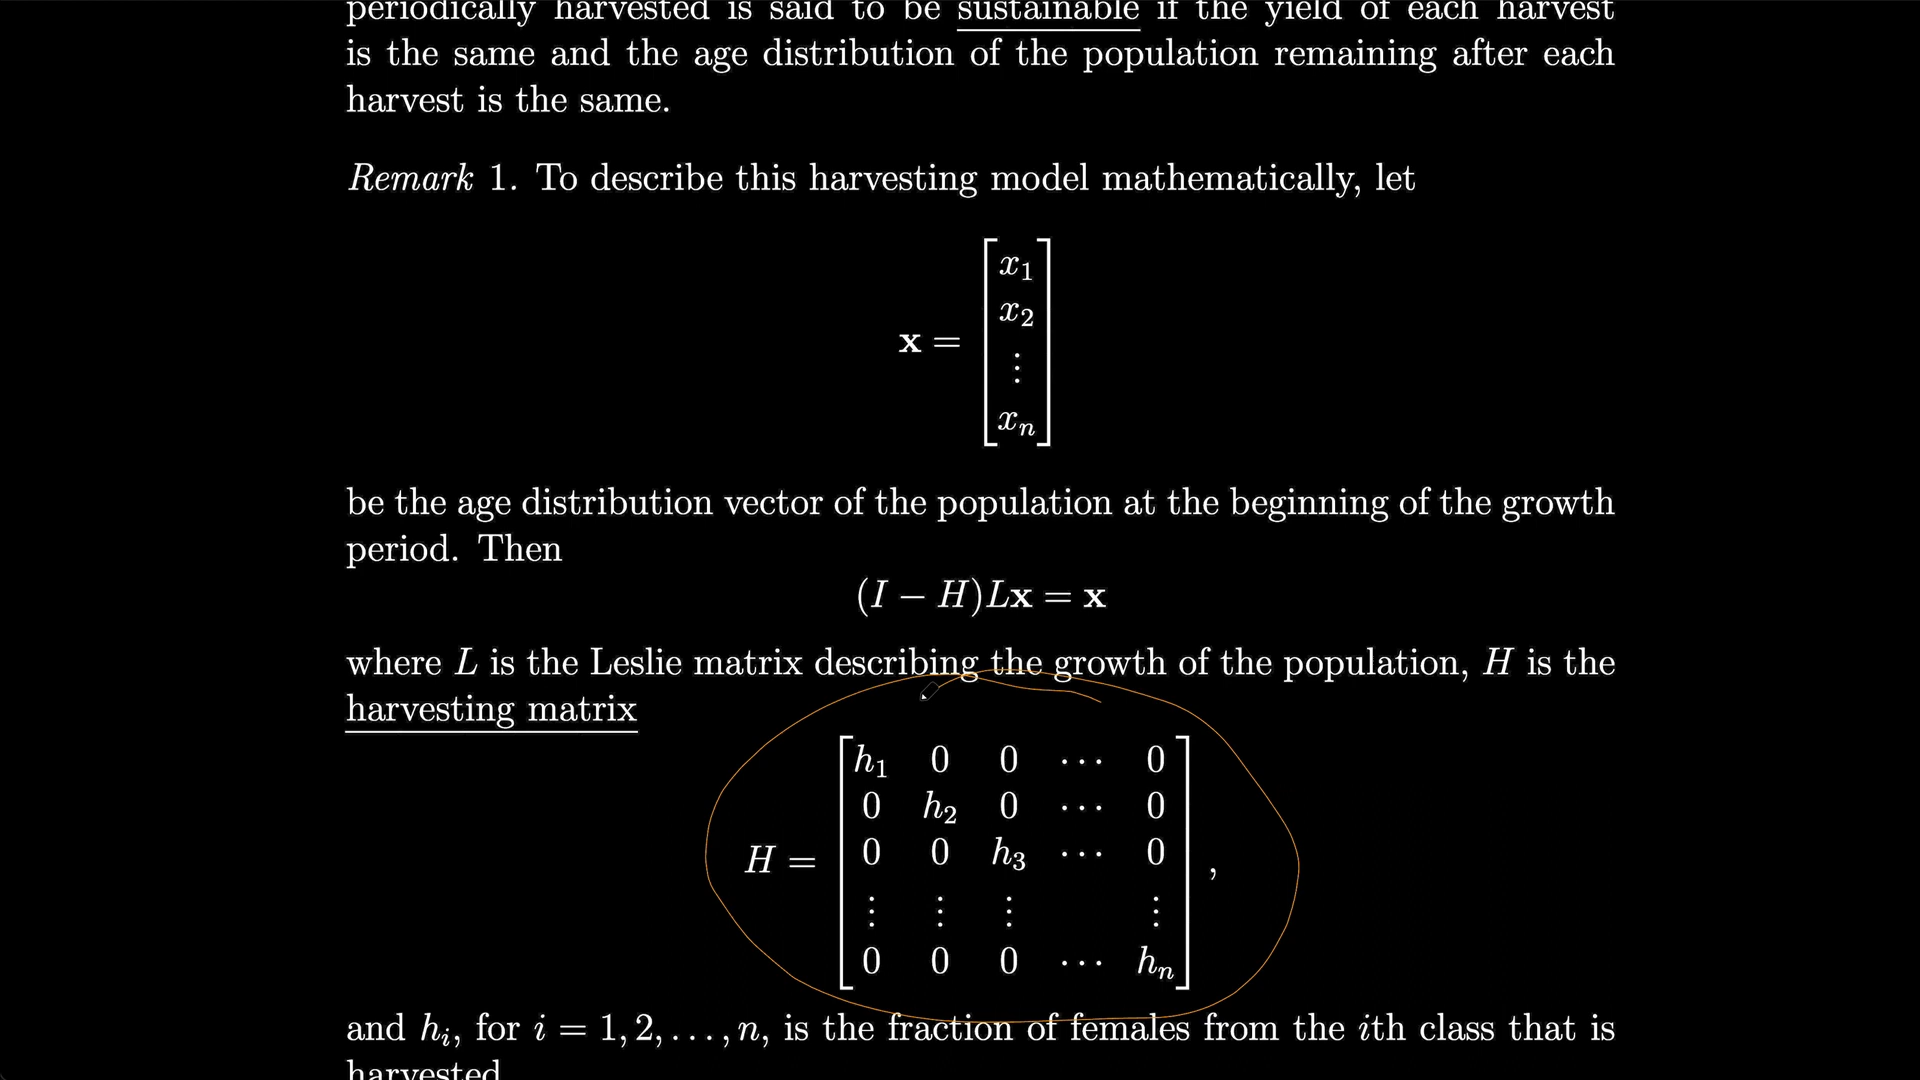 periodically harvested is said to be sustainable if the yield of each harvest
is the same and the age distribution of the population remaining after each
harvest is the same.
Remark 1. To describe this harvesting model mathematically, let
x = [x₁
x₂
⋮
xₙ]
be the age distribution vector of the population at the beginning of the growth
period. Then
(I − H)Lx = x
where L is the Leslie matrix describing the growth of the population, H is the
harvesting matrix
H = [h₁ 0 0 ⋯ 0
0 h₂ 0 ⋯ 0
0 0 h₃ ⋯ 0
⋮ ⋮ ⋮ ⋮
0 0 0 ⋯ hₙ],
and hᵢ, for i = 1, 2, . . . , n, is the fraction of females from the ith class that is
harvested